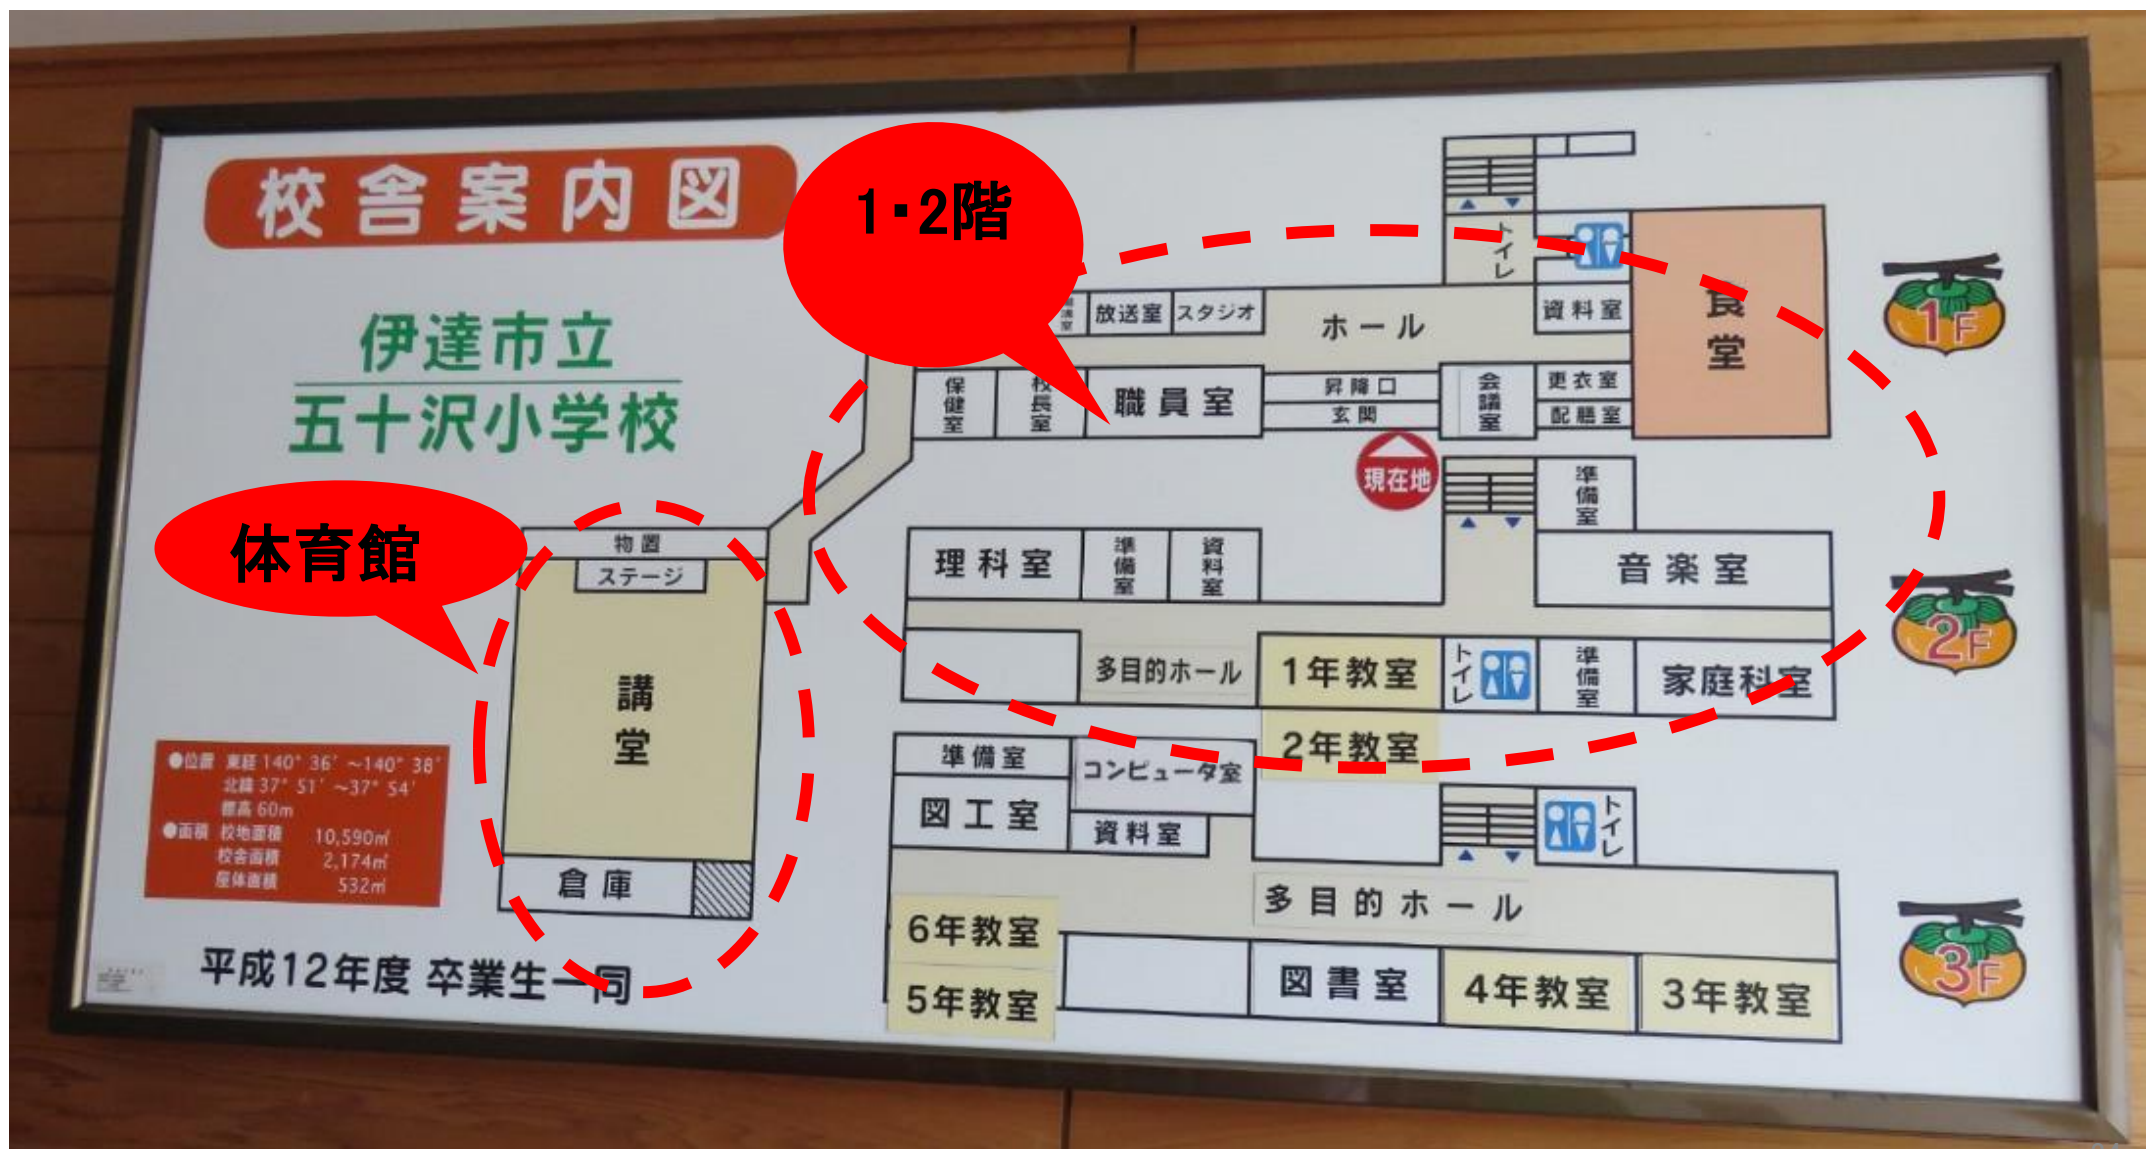 校舎案内図
伊達市立
五十沢小学校
1・2階
体育館
トイレ
放送室
スタジオ
ホール
資料室
食堂
1F
保健室
校長室
職員室
昇降口
玄関
会議室
更衣室
配膳室
現在地
物置
ステージ
講堂
倉庫
理科室
準備室
資料室
準備室
音楽室
2F
多目的ホール
1年教室
トイレ
準備室
家庭科室
2年教室
準備室
コンピュータ室
図工室
資料室
トイレ
多目的ホール
6年教室
5年教室
図書室
4年教室
3年教室
3F
●位置 東経140°36′～140°38′
北緯37°51′～37°54′
標高60m
●面積 校地面積 10,590㎡
校舎面積 2,174㎡
屋体面積 532㎡
平成12年度 卒業生一同